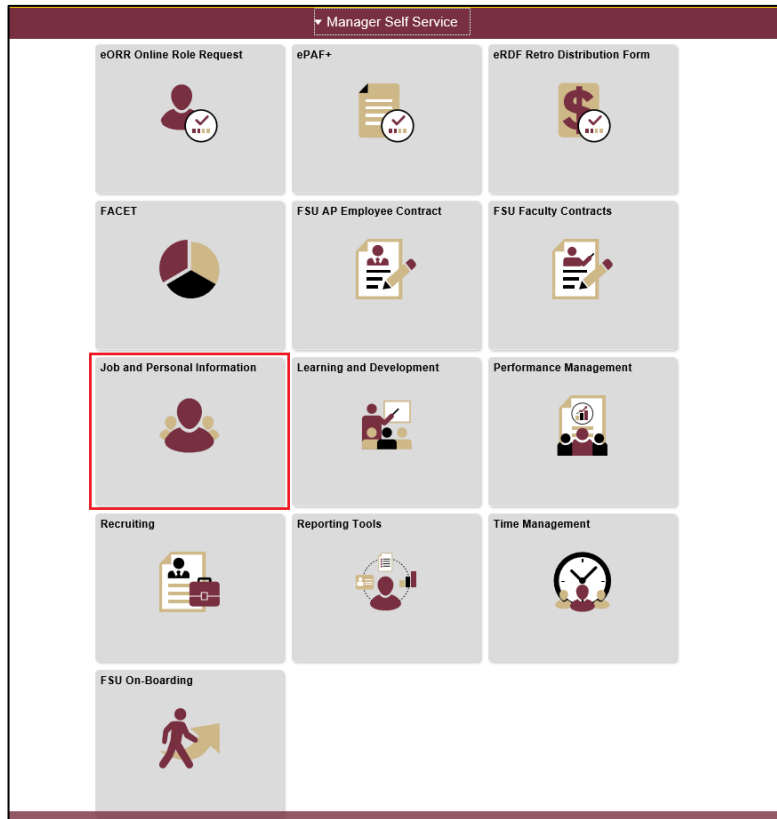 Manager Self Service
eORR Online Role Request
ePAF+
eRDF Retro Distribution Form
FACET
FSU AP Employee Contract
FSU Faculty Contracts
Job and Personal Information
Learning and Development
Performance Management
Recruiting
Reporting Tools
Time Management
FSU On-Boarding